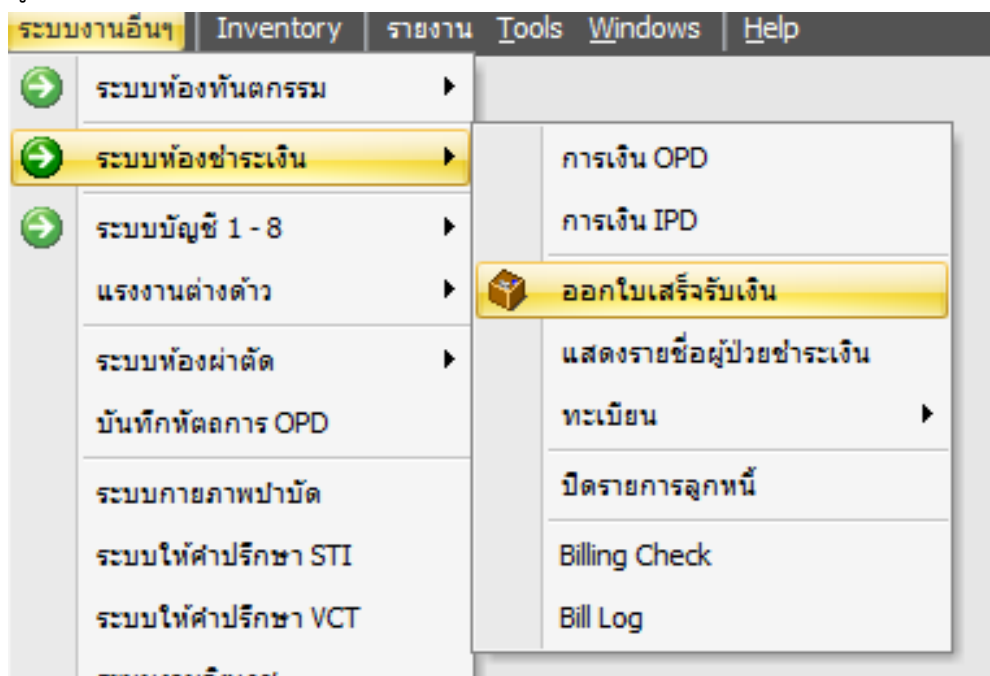 ระบบงานอื่นๆ Inventory รายงาน Tools Windows Help
ระบบห้องทันตกรรม
ระบบห้องชำระเงิน
ระบบบัญชี 1 - 8
แรงงานต่างด้าว
ระบบห้องผ่าตัด
บันทึกหัตถการ OPD
ระบบกายภาพบำบัด
ระบบให้คำปรึกษา STI
ระบบให้คำปรึกษา VCT
การเงิน OPD
การเงิน IPD
ออกใบเสร็จรับเงิน
แสดงรายชื่อผู้ป่วยชำระเงิน
ทะเบียน
ปิดรายการลูกหนี้
Billing Check
Bill Log